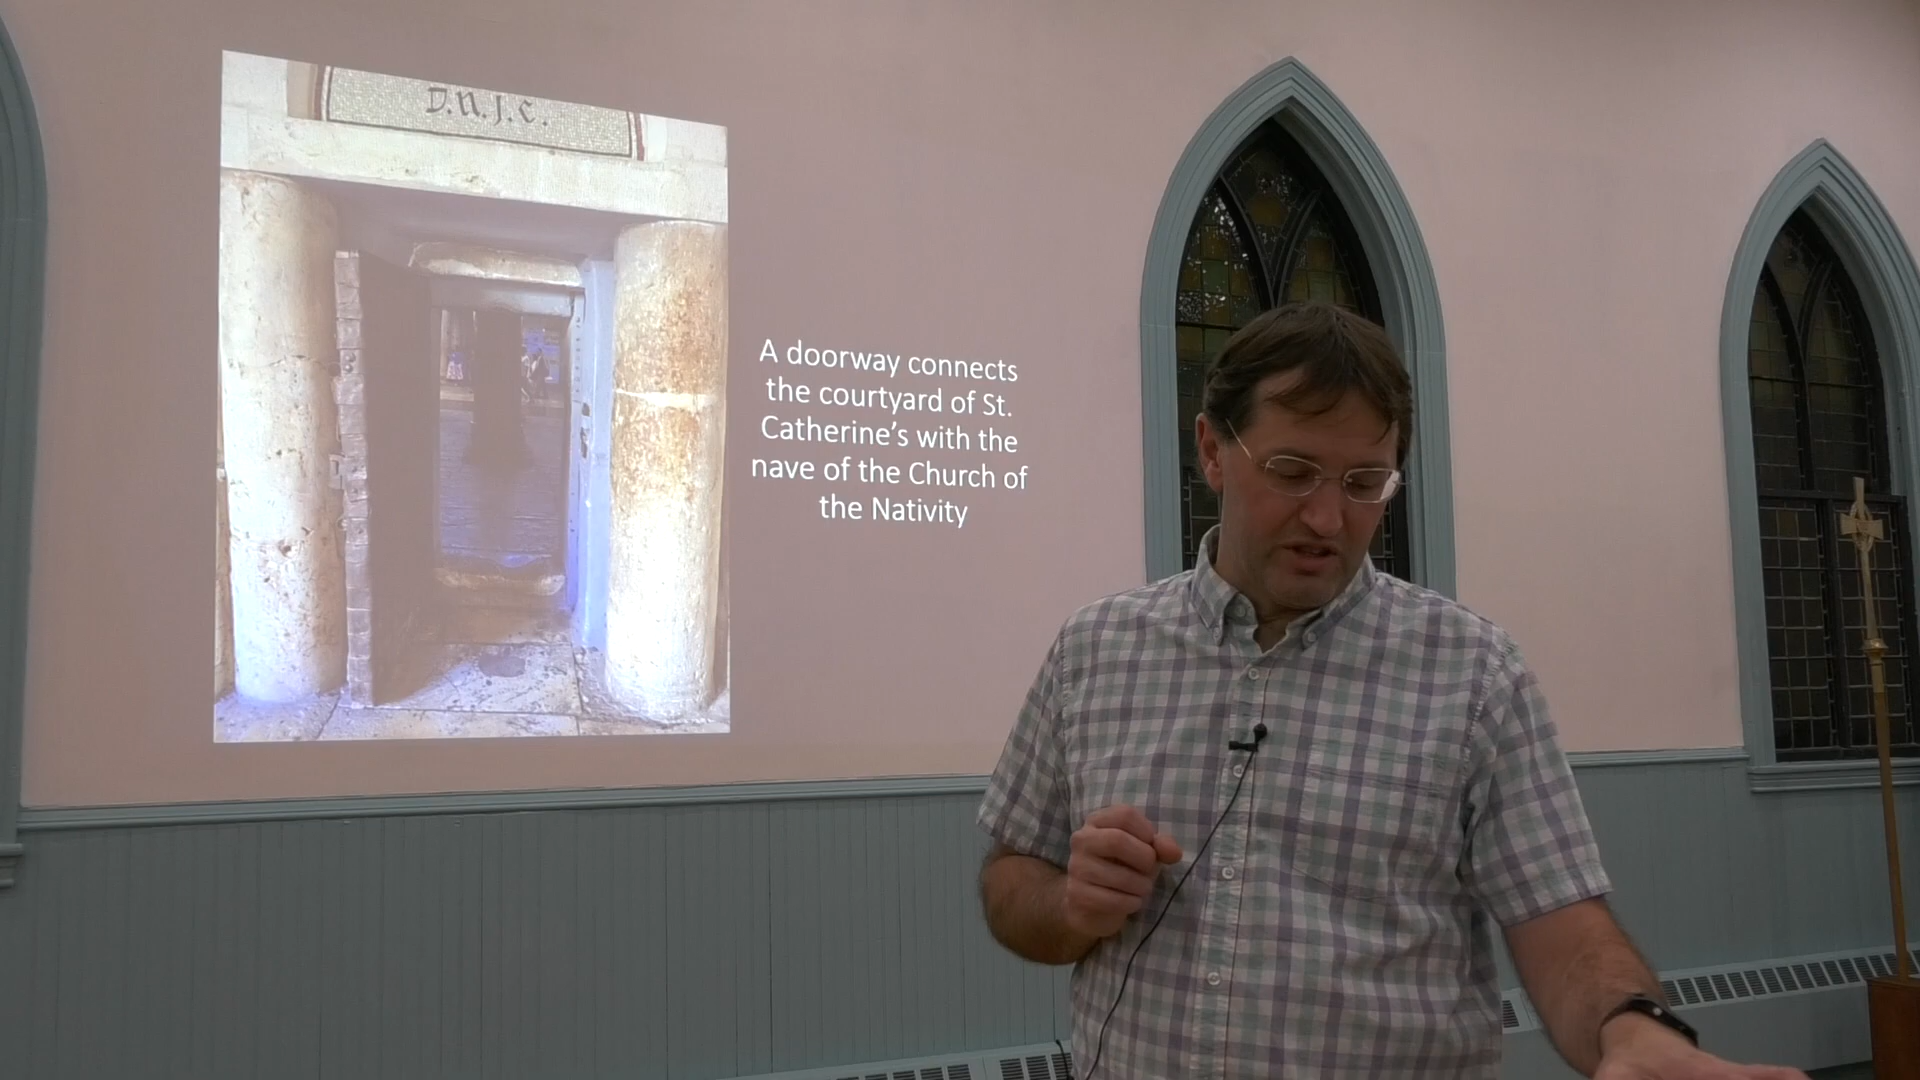 D.N.J.C.
A doorway connects
the courtyard of St.
Catherine's with the
nave of the Church of
the Nativity